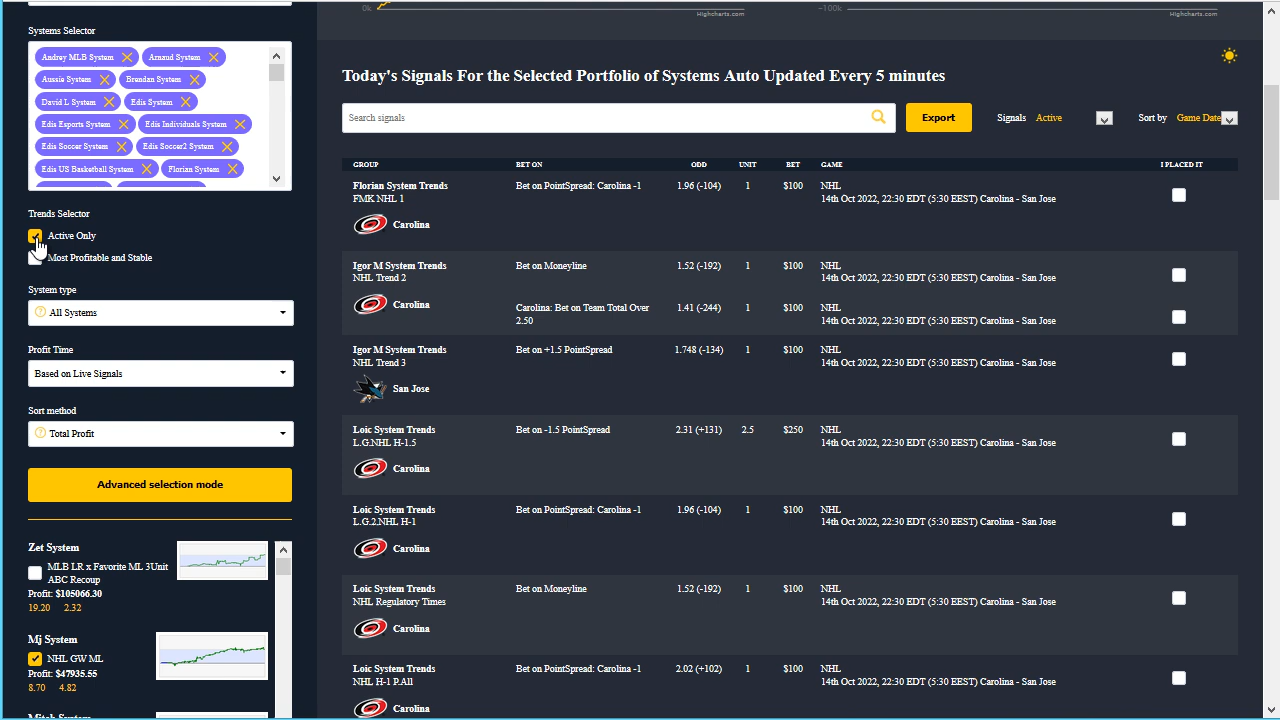 0k
Highcharts.com
−100k
Highcharts.com
Systems Selector
Andrey MLB System
Arnaud System
Aussie System
Brendan System
David L System
Edis System
Edis Esports System
Edis Individuals System
Edis Soccer System
Edis Soccer2 System
Edis US Basketball System
Florian System
Trends Selector
Active Only
Most Profitable and Stable
System type
All Systems
Profit Time
Based on Live Signals
Sort method
Total Profit
Advanced selection mode
Zet System
MLB LR x Favorite ML 3Unit
ABC Recoup
Profit: $105066.30
19.20 2.32
Mj System
NHL GW ML
Profit: $47935.55
8.70 4.82
Mitch System
Today's Signals For the Selected Portfolio of Systems Auto Updated Every 5 minutes
Search signals
Export
Signals Active
Sort by Game Date
GROUP BET ON ODD UNIT BET GAME I PLACED IT
Florian System Trends Bet on PointSpread: Carolina -1 1.96 (-104) 1 $100 NHL
FMK NHL 1 14th Oct 2022, 22:30 EDT (5:30 EEST) Carolina - San Jose
Carolina
Igor M System Trends Bet on Moneyline 1.52 (-192) 1 $100 NHL
NHL Trend 2 14th Oct 2022, 22:30 EDT (5:30 EEST) Carolina - San Jose
Carolina
Carolina: Bet on Team Total Over 1.41 (-244) 1 $100 NHL
2.50 14th Oct 2022, 22:30 EDT (5:30 EEST) Carolina - San Jose
Igor M System Trends Bet on +1.5 PointSpread 1.748 (-134) 1 $100 NHL
NHL Trend 3 14th Oct 2022, 22:30 EDT (5:30 EEST) Carolina - San Jose
San Jose
Loic System Trends Bet on -1.5 PointSpread 2.31 (+131) 2.5 $250 NHL
L.G.NHL H-1.5 14th Oct 2022, 22:30 EDT (5:30 EEST) Carolina - San Jose
Carolina
Loic System Trends Bet on PointSpread: Carolina -1 1.96 (-104) 1 $100 NHL
L.G.2.NHL H-1 14th Oct 2022, 22:30 EDT (5:30 EEST) Carolina - San Jose
Carolina
Loic System Trends Bet on Moneyline 1.52 (-192) 1 $100 NHL
NHL Regulatory Times 14th Oct 2022, 22:30 EDT (5:30 EEST) Carolina - San Jose
Carolina
Loic System Trends Bet on PointSpread: Carolina -1 2.02 (+102) 1 $100 NHL
NHL H-1 P.All 14th Oct 2022, 22:30 EDT (5:30 EEST) Carolina - San Jose
Carolina